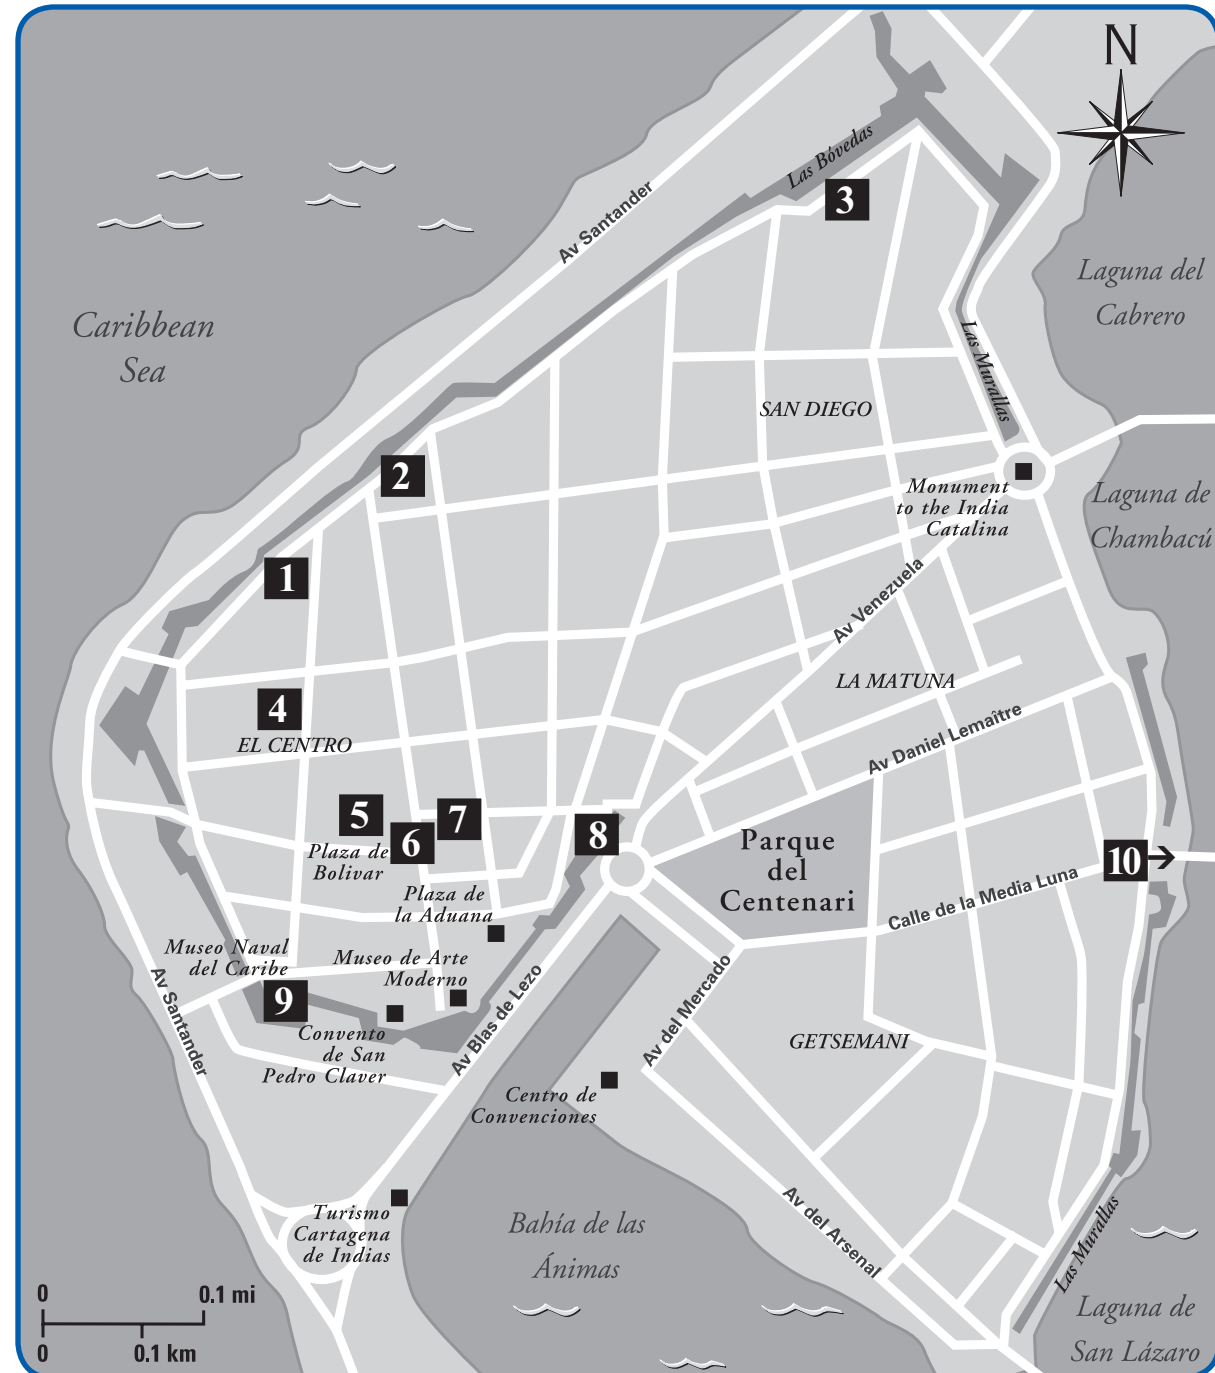 N
Las Bóvedas
3
Av Santander
Laguna del
Cabrero
Caribbean
Sea
Las Murallas
SAN DIEGO
2
Monument
to the India
Catalina
Laguna de
Chambacú
1
Av Venezuela
LA MATUNA
4
EL CENTRO
Av Daniel Lemaître
5
6
7
8
Plaza de
Bolivar
Parque
del
Centenari
10
Plaza de
la Aduana
Calle de la Media Luna
Museo Naval
del Caribe
Museo de Arte
Moderno
Av Santander
9
Av Blas de Lezo
Av del Mercado
Convento
de San
Pedro Claver
GETSEMANI
Centro de
Convenciones
Turismo
Cartagena
de Indias
Bahía de las
Ánimas
Av del Arsenal
Las Murallas
0
0.1 mi
0
0.1 km
Laguna de
San Lázaro